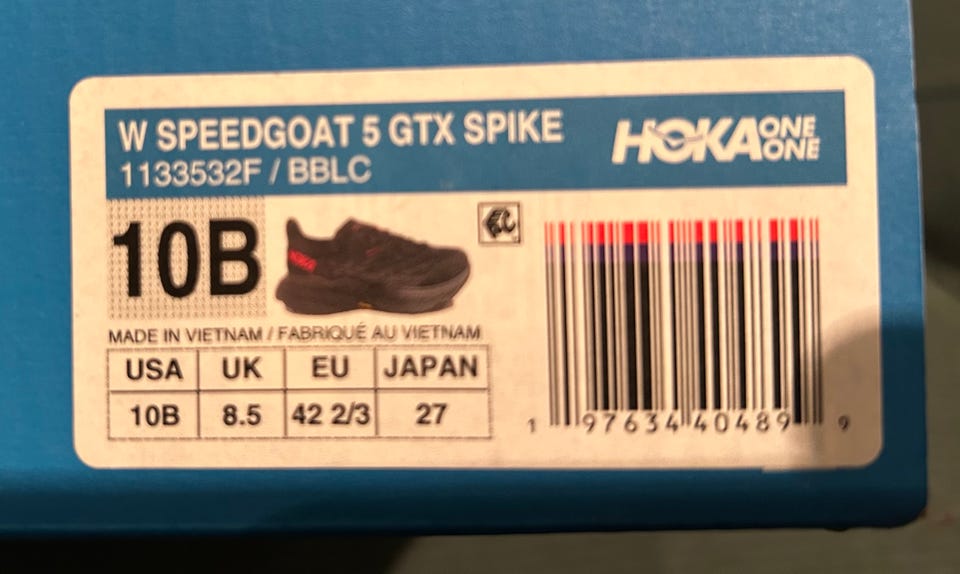 W SPEEDGOAT 5 GTX SPIKE
1133532F / BBLC
HOKA ONE ONE
10B
HOKA
MADE IN VIETNAM / FABRIQUÉ AU VIETNAM
USA UK EU JAPAN
10B 8.5 42 2/3 27
1 97634 40489 9